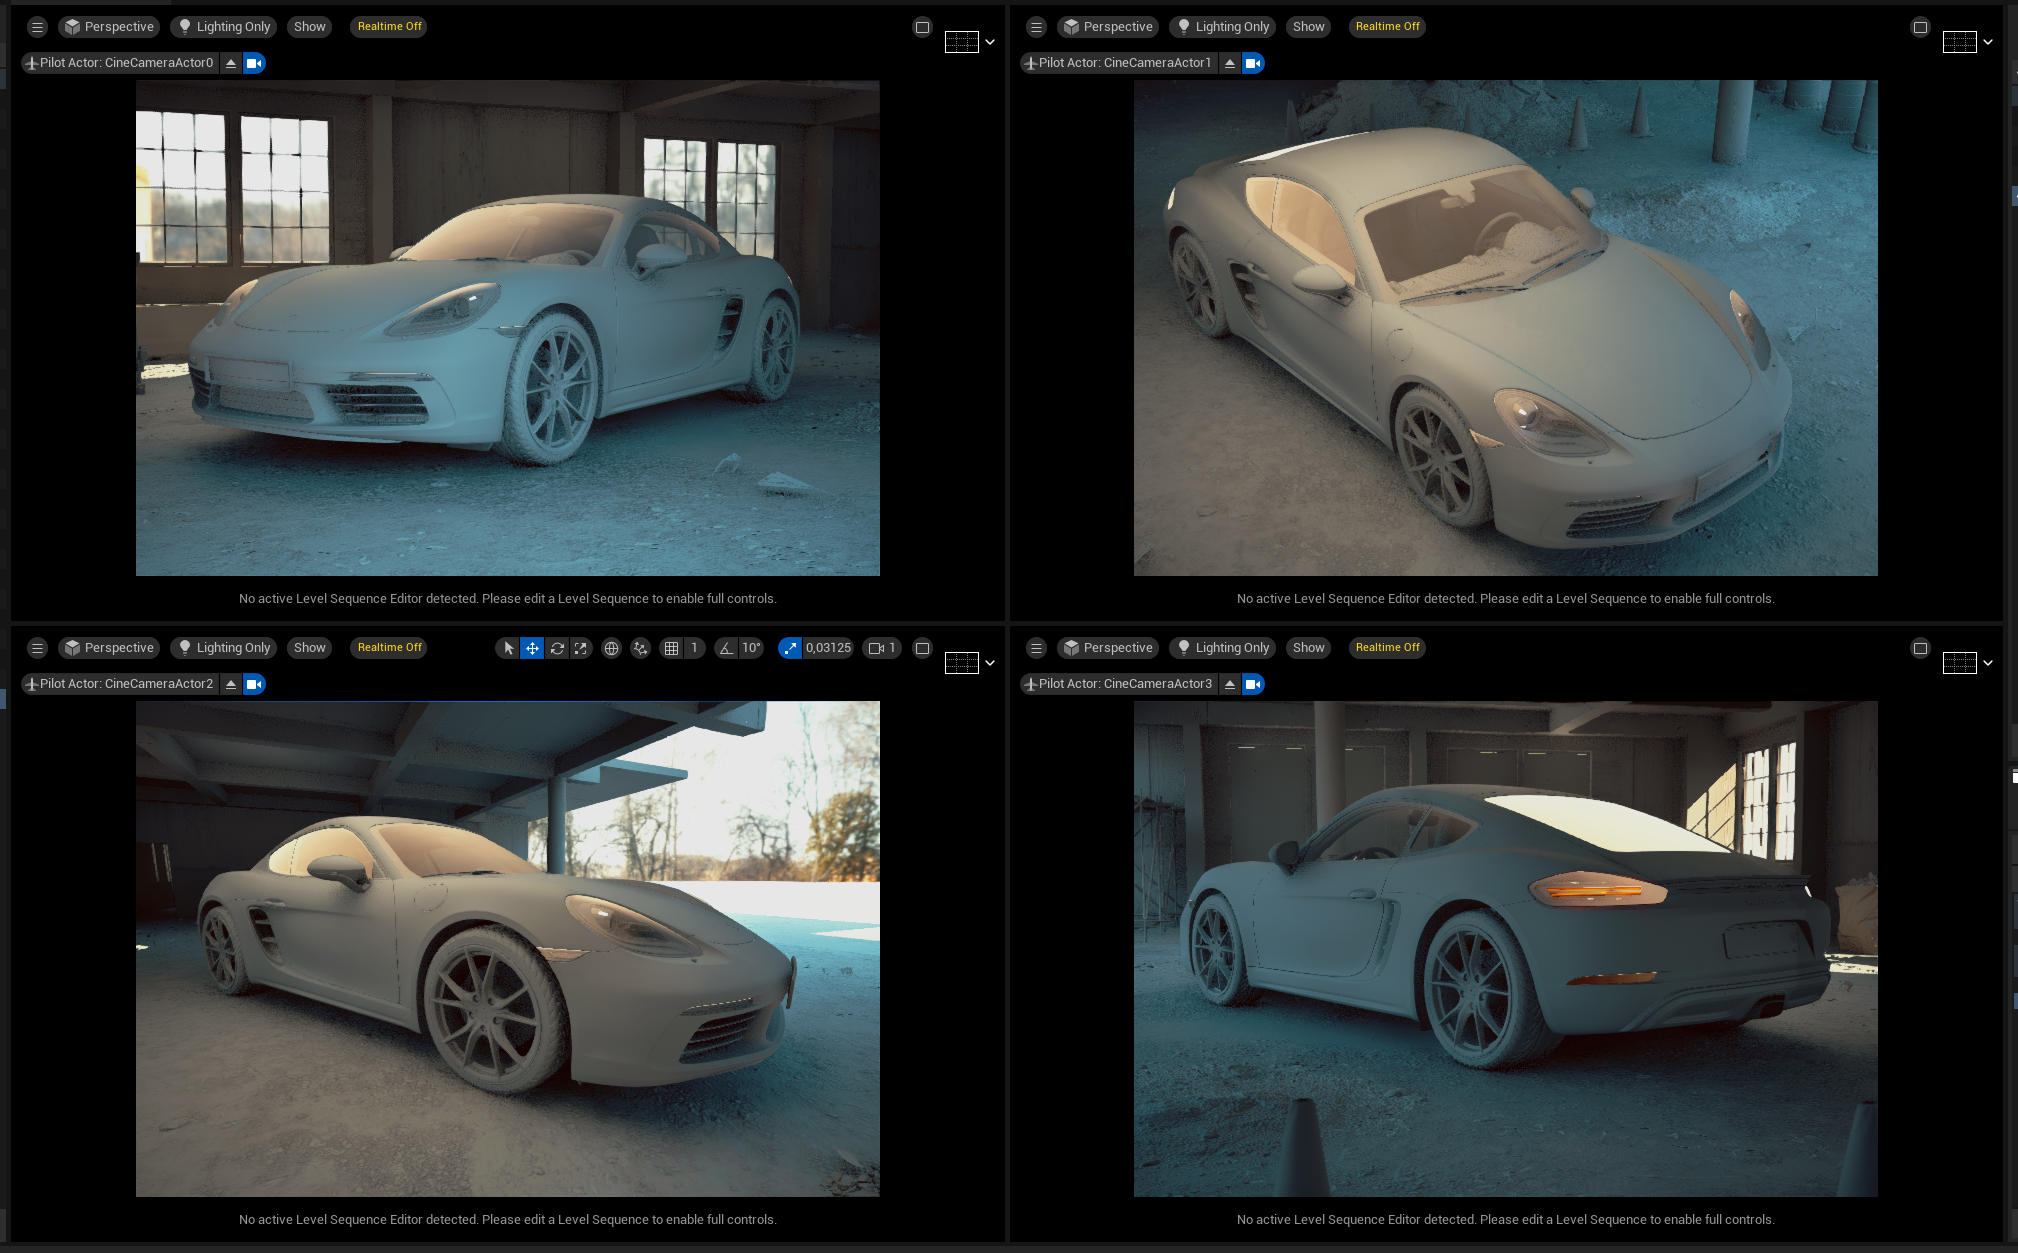 Perspective Lighting Only Show Realtime Off
Pilot Actor: CineCameraActor0
No active Level Sequence Editor detected. Please edit a Level Sequence to enable full controls.
Perspective Lighting Only Show Realtime Off
Pilot Actor: CineCameraActor1
No active Level Sequence Editor detected. Please edit a Level Sequence to enable full controls.
Perspective Lighting Only Show Realtime Off 1 10° 0,03125 1
Pilot Actor: CineCameraActor2
No active Level Sequence Editor detected. Please edit a Level Sequence to enable full controls.
Perspective Lighting Only Show Realtime Off
Pilot Actor: CineCameraActor3
No active Level Sequence Editor detected. Please edit a Level Sequence to enable full controls.